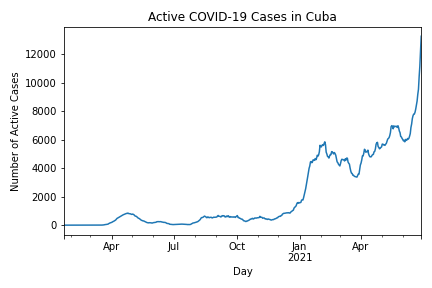 Active COVID-19 Cases in Cuba
12000
10000
8000
6000
4000
2000
0
Number of Active Cases
Apr
Jul
Oct
Jan
2021
Apr
Day